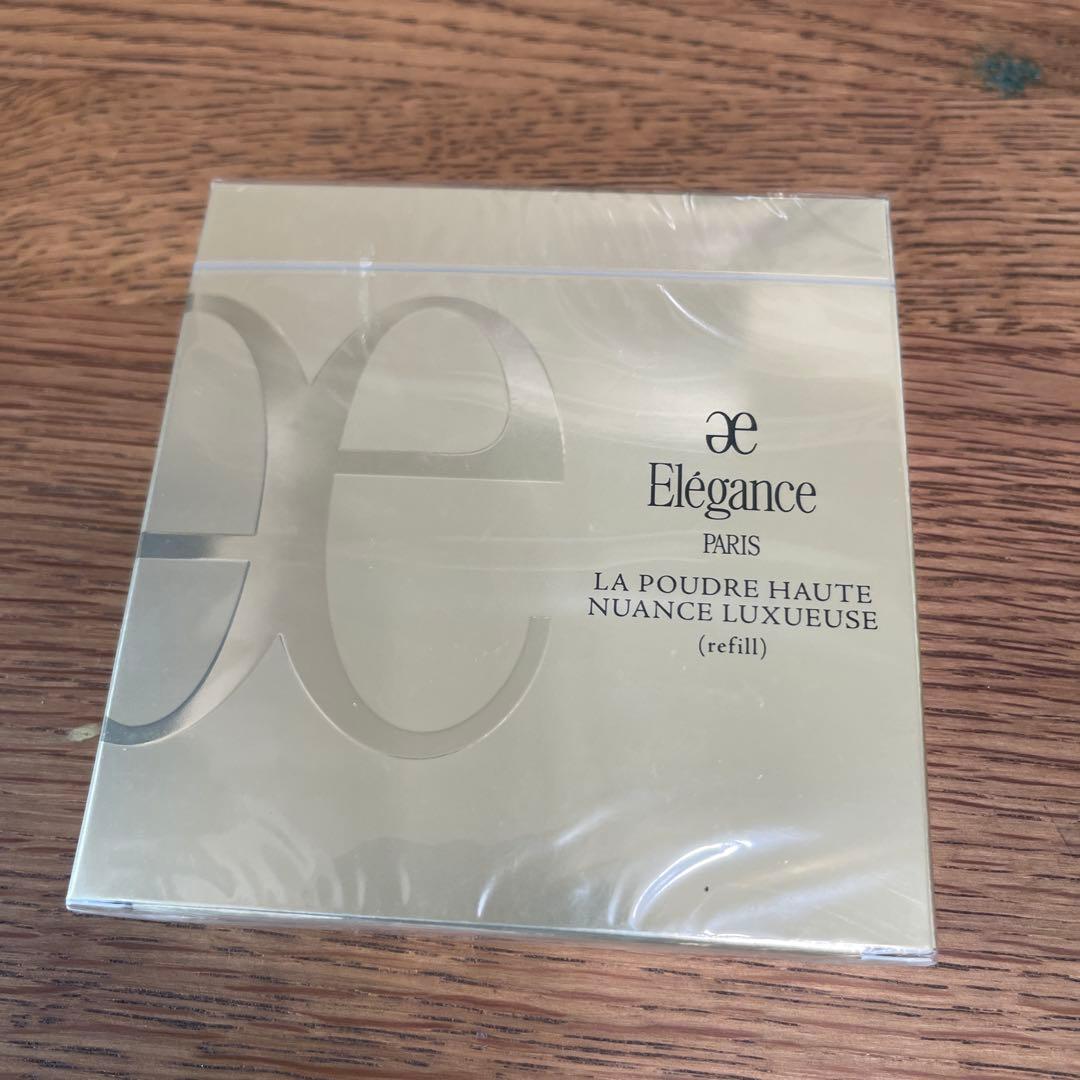 æ
Elégance
PARIS
LA POUDRE HAUTE
NUANCE LUXUEUSE
(refill)